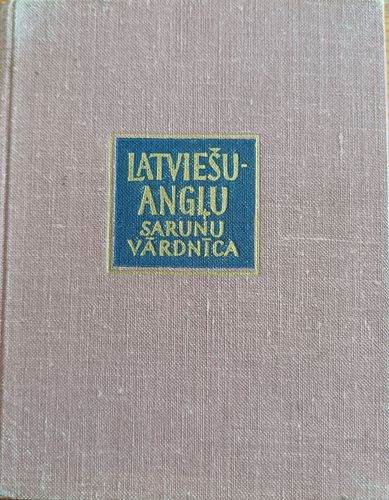 LATVIEŠU-
ANGĻU
SARUNU
VĀRDNĪCA